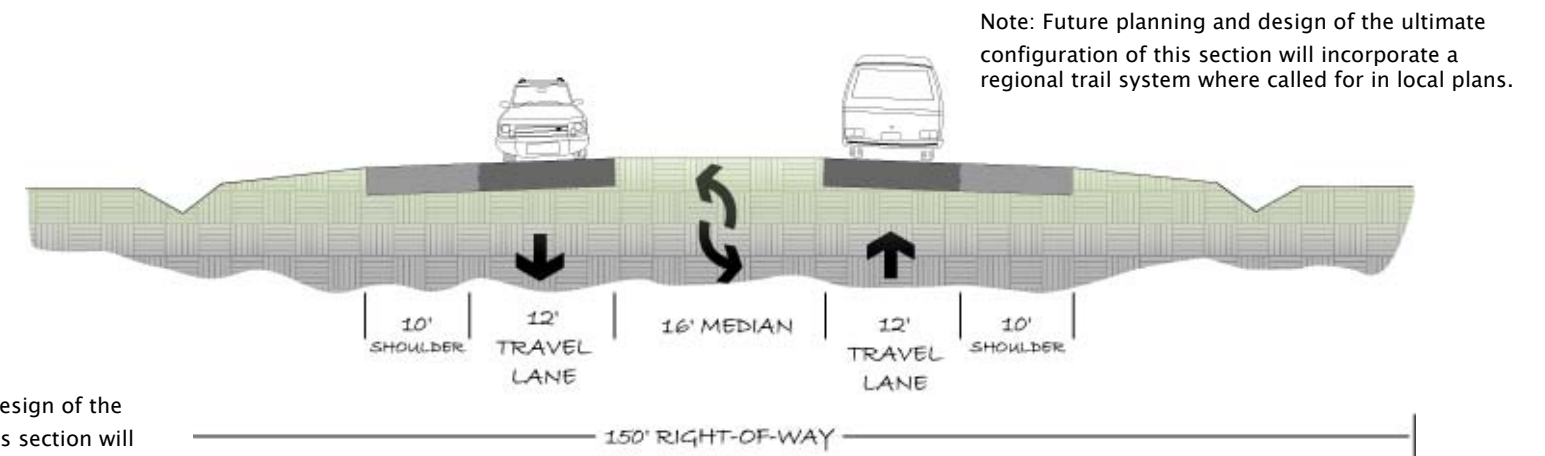 Note: Future planning and design of the ultimate
configuration of this section will incorporate a
regional trail system where called for in local plans.
10'
SHOULDER
12'
TRAVEL
LANE
16' MEDIAN
12'
TRAVEL
LANE
10'
SHOULDER
esign of the
s section will
150' RIGHT-OF-WAY